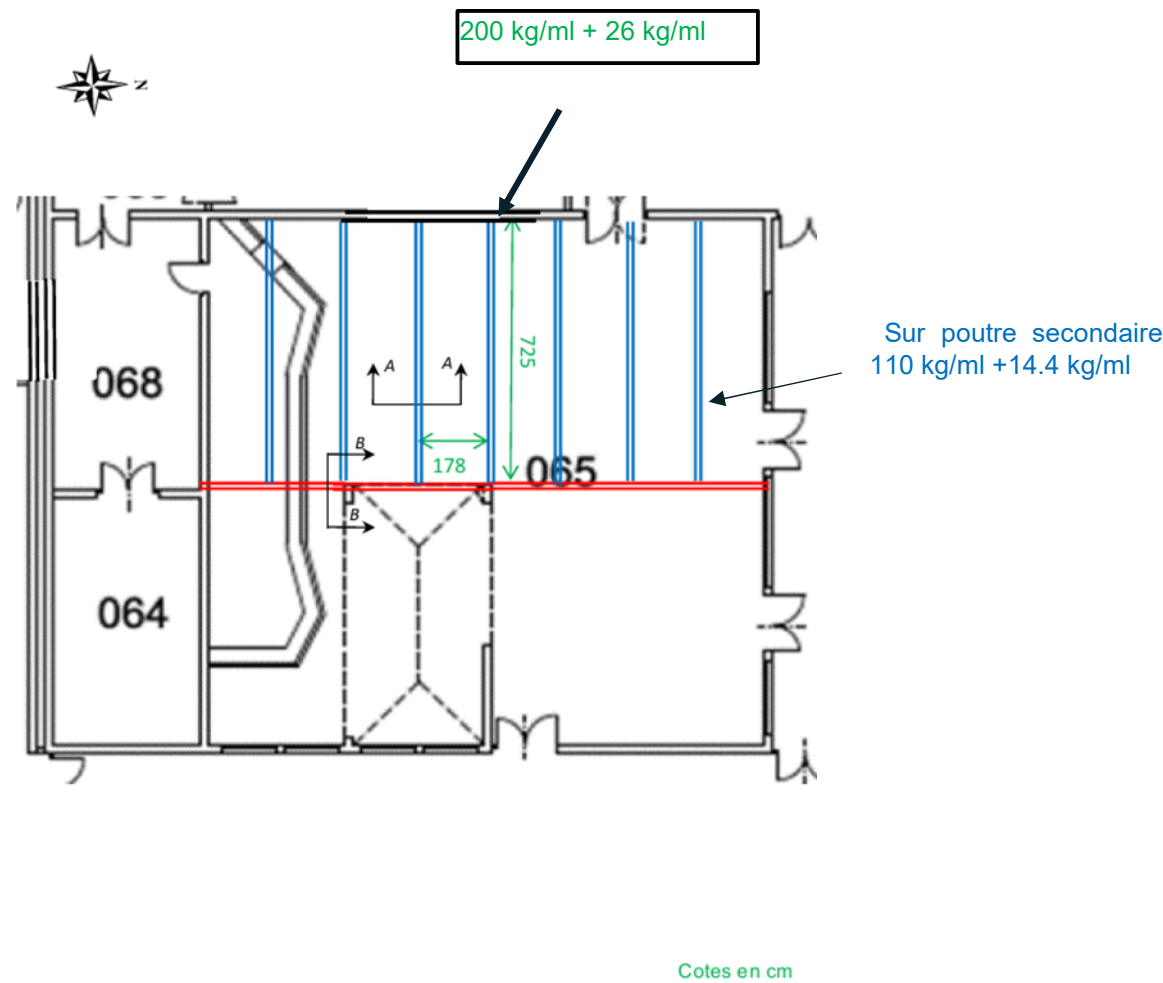 200 kg/ml + 26 kg/ml
N
A
A
725
Sur poutre secondaire
110 kg/ml +14.4 kg/ml
068
B
178
065
B
064
Cotes en cm